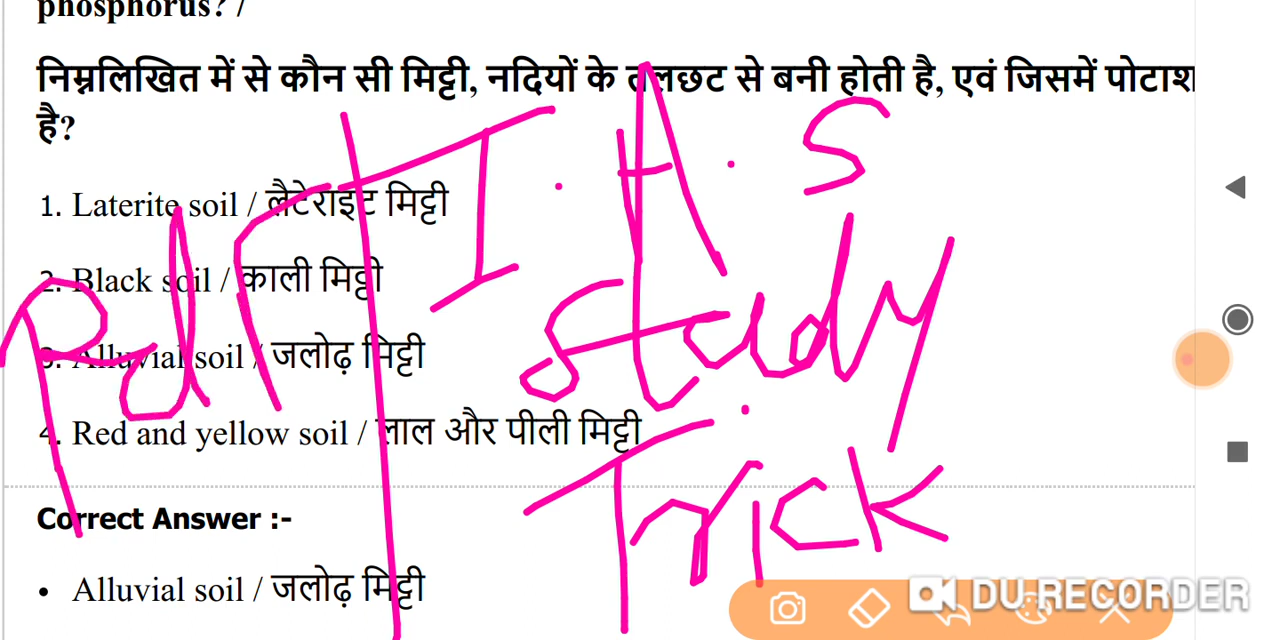 phosphorus? /
निम्नलिखित में से कौन सी मिट्टी, नदियों के तलछट से बनी होती है, एवं जिसमें पोटाश
है?
1. Laterite soil / लैटेराइट मिट्टी
2. Black soil / काली मिठ्ठी
3. Alluvial soil / जलोढ़ मिट्टी
4. Red and yellow soil / लाल और पीली मिट्टी
Correct Answer :-
• Alluvial soil / जलोढ़ मिट्टी
Part I.A.S
Study
Trick
DU RECORDER